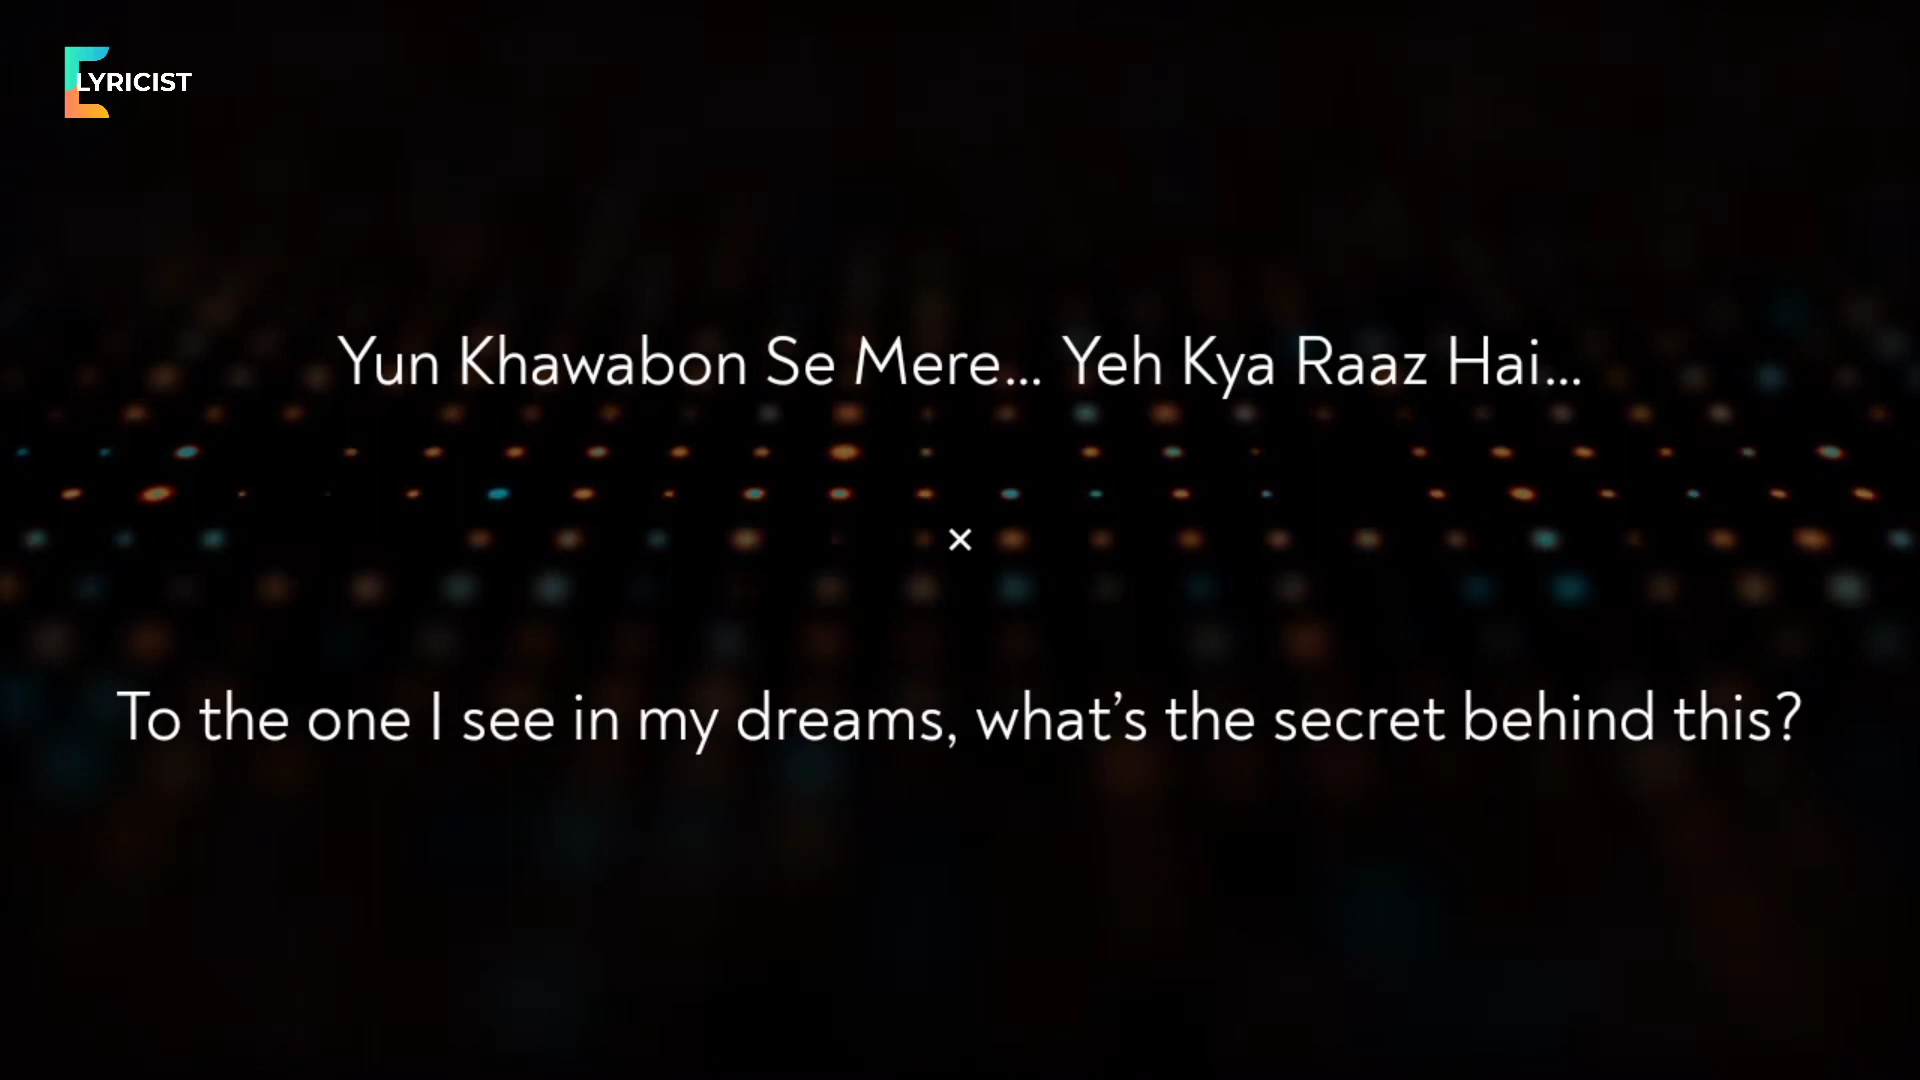 LYRICIST
Yun Khawabon Se Mere... Yeh Kya Raaz Hai...
×
To the one I see in my dreams, what’s the secret behind this?